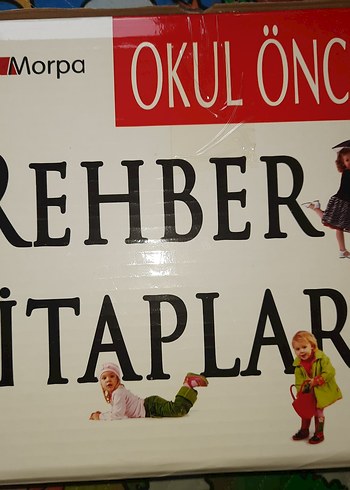 Morpa
OKUL ÖNC
REHBER
İTAPLAR